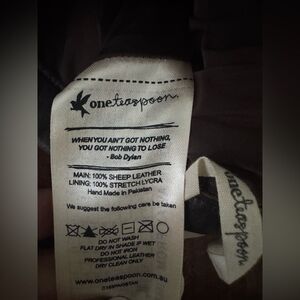 oneteaspoon
WHEN YOU AIN'T GOT NOTHING,
YOU GOT NOTHING TO LOSE
- Bob Dylan
MAIN: 100% SHEEP LEATHER
LINING: 100% STRETCH LYCRA
Hand Made in Pakistan
We suggest the following care be taken
DO NOT WASH
FLAT DRY IN SHADE IF WET
DO NOT IRON
PROFESSIONAL LEATHER
DRY CLEAN ONLY
www.oneteaspoon.com.au
oneteaspoon